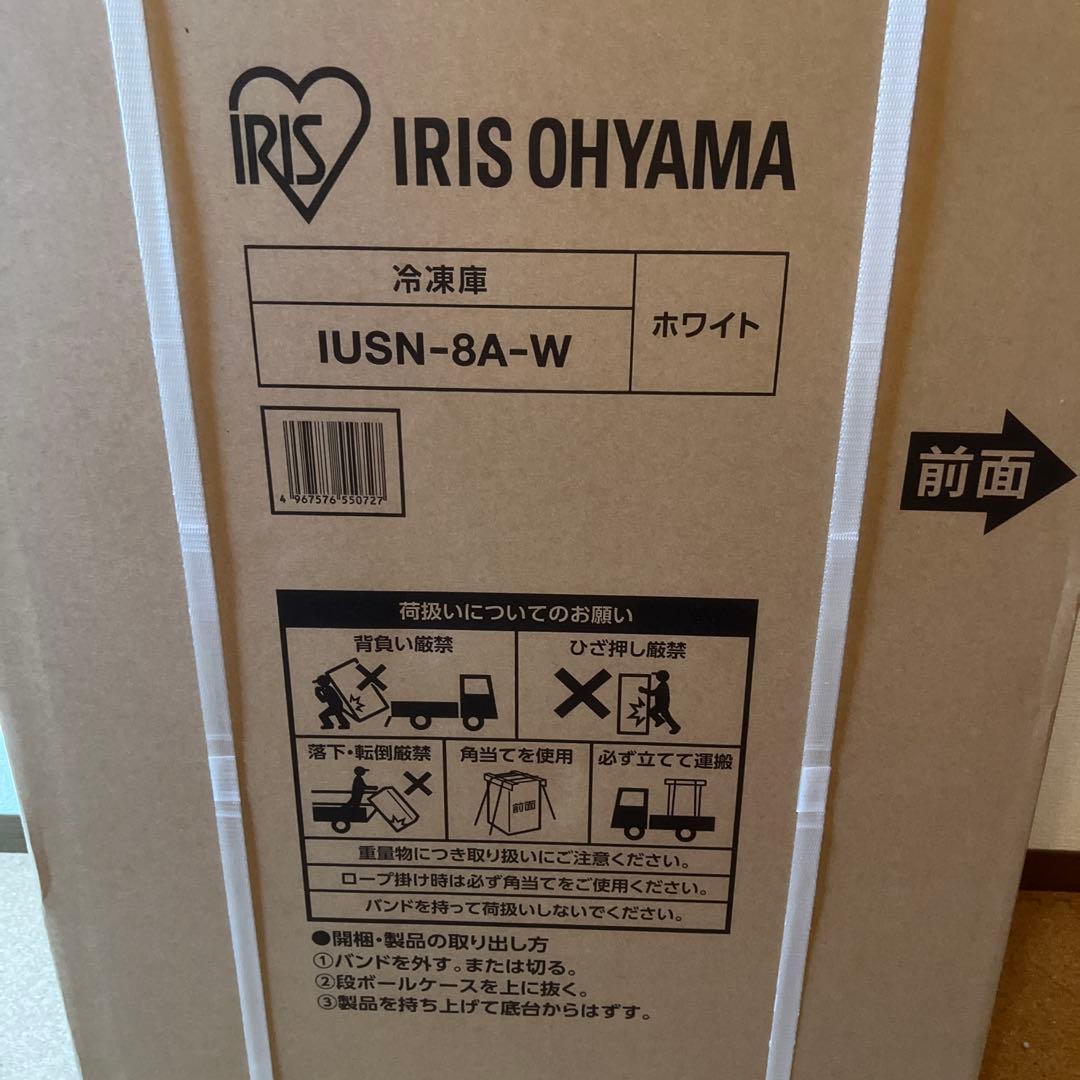 IRIS
IRIS OHYAMA
冷凍庫
IUSN-8A-W
ホワイト
4 967576 550727
前面
荷扱いについてのお願い
背負い厳禁
ひざ押し厳禁
落下・転倒厳禁
角当てを使用
必ず立てて運搬
前面
重量物につき取り扱いにご注意ください。
ロープ掛け時は必ず角当てをご使用ください。
バンドを持って荷扱いしないでください。
●開梱・製品の取り出し方
①バンドを外す。または切る。
②段ボールケースを上に抜く。
③製品を持ち上げて底台からはずす。